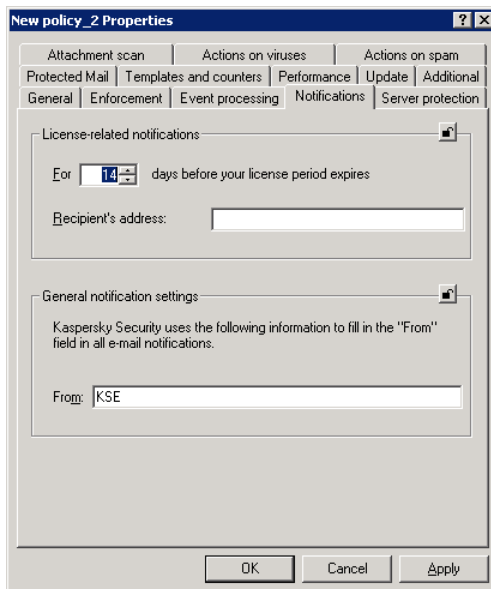 New policy_2 Properties
Attachment scan Actions on viruses Actions on spam
Protected Mail Templates and counters Performance Update Additional
General Enforcement Event processing Notifications Server protection
License-related notifications
For 14 days before your license period expires
Recipient's address:
General notification settings
Kaspersky Security uses the following information to fill in the "From"
field in all e-mail notifications.
From: KSE
OK Cancel Apply